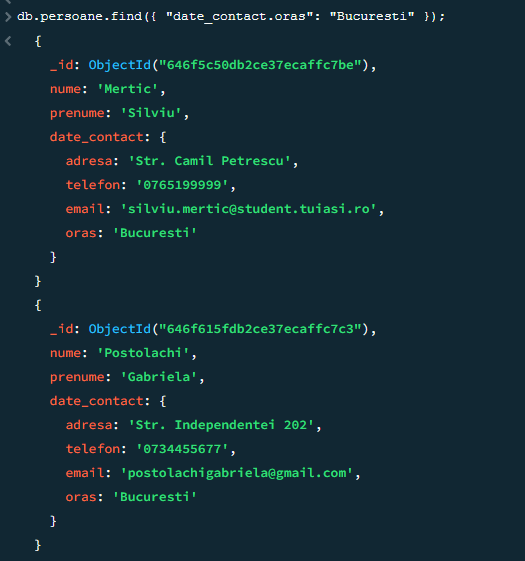 db.persoane.find({ "date_contact.oras": "Bucuresti" });
{
_id: ObjectId("646f5c50db2ce37ecaffc7be"),
nume: 'Mertic',
prenume: 'Silviu',
date_contact: {
adresa: 'Str. Camil Petrescu',
telefon: '0765199999',
email: 'silviu.mertic@student.tuiasi.ro',
oras: 'Bucuresti'
}
}
{
_id: ObjectId("646f615fdb2ce37ecaffc7c3"),
nume: 'Postolachi',
prenume: 'Gabriela',
date_contact: {
adresa: 'Str. Independentei 202',
telefon: '0734455677',
email: 'postolachigabriela@gmail.com',
oras: 'Bucuresti'
}
}